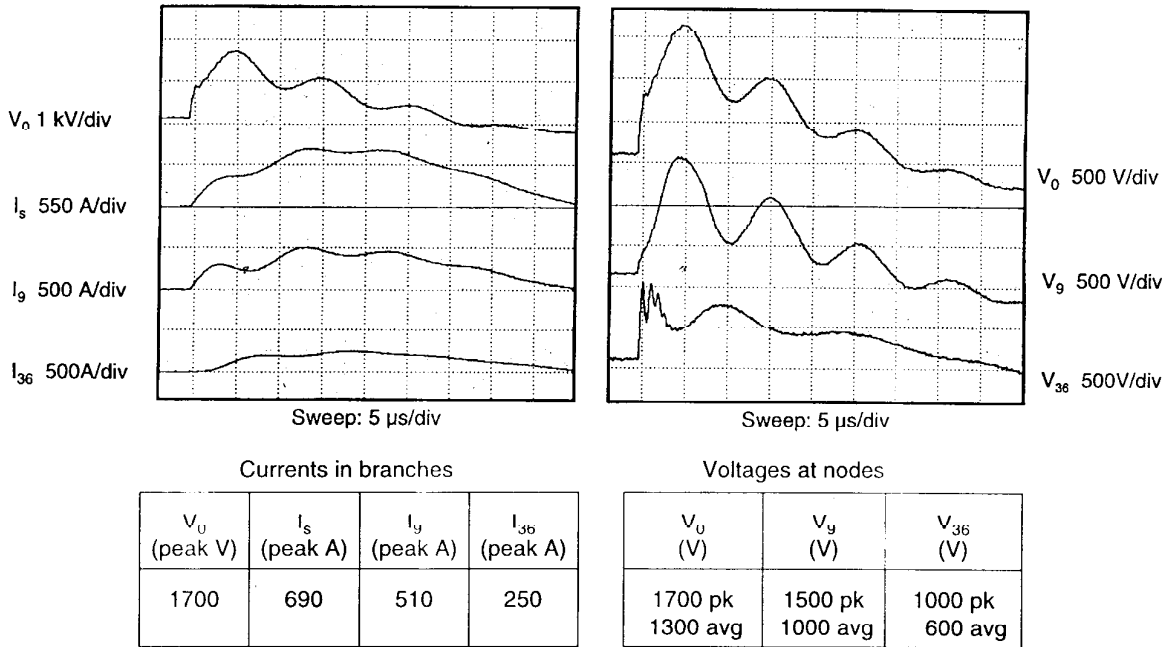 V₀ 1 kV/div
Iₛ 550 A/div
I₉ 500 A/div
I₃₆ 500A/div
Sweep: 5 µs/div
V₀ 500 V/div
V₉ 500 V/div
V₃₆ 500V/div
Sweep: 5 µs/div
Currents in branches
V₀ Iₛ I₉ I₃₆
(peak V) (peak A) (peak A) (peak A)
1700 690 510 250
Voltages at nodes
V₀ V₉ V₃₆
(V) (V) (V)
1700 pk 1500 pk 1000 pk
1300 avg 1000 avg 600 avg